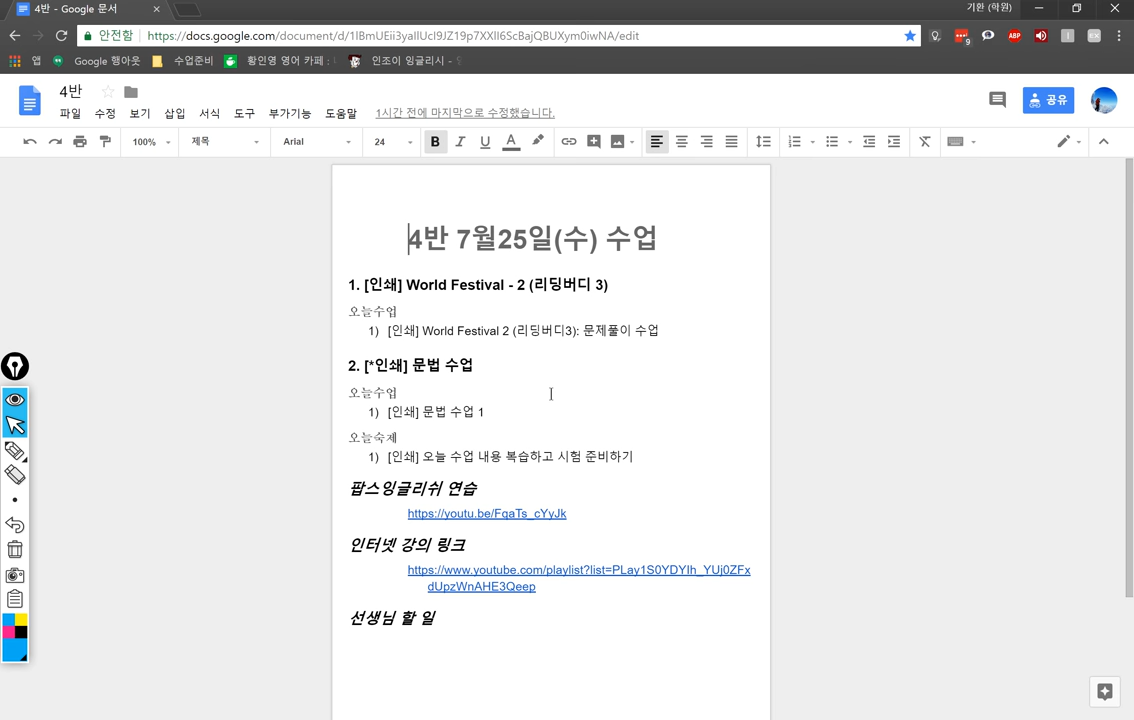 4반 - Google 문서
기환 (학원)
안전함
https://docs.google.com/document/d/1lBmUEii3yaIlUcI9JZ19p7XXlI6ScBajQBUXym0iwNA/edit
9
ABP
앱
Google 행아웃
수업준비
황인영 영어 카페 :
인조이 잉글리시 -
4반
파일 수정 보기 삽입 서식 도구 부가기능 도움말 1시간 전에 마지막으로 수정했습니다.
공유
100% 제목 Arial 24 B I U A
4반 7월25일(수) 수업
1. [인쇄] World Festival - 2 (리딩버디 3)
오늘수업
1) [인쇄] World Festival 2 (리딩버디3): 문제풀이 수업
2. [*인쇄] 문법 수업
오늘수업
1) [인쇄] 문법 수업 1
오늘숙제
1) [인쇄] 오늘 수업 내용 복습하고 시험 준비하기
팝스잉글리쉬 연습
https://youtu.be/FqaTs_cYyJk
인터넷 강의 링크
https://www.youtube.com/playlist?list=PLay1S0YDYIh_YUj0ZFx
dUpzWnAHE3Qeep
선생님 할 일